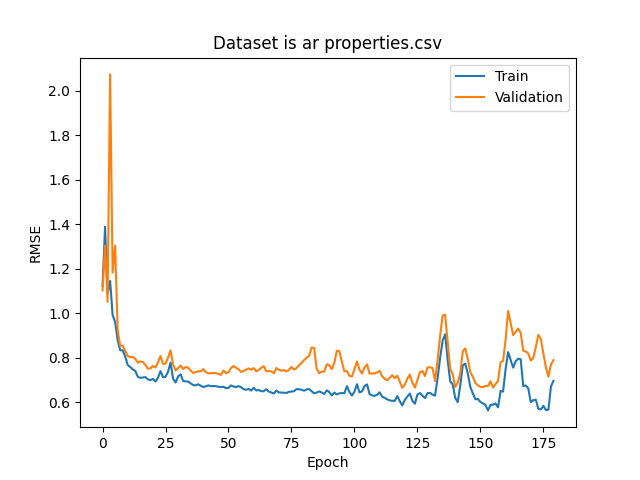 Dataset is ar properties.csv
Train
Validation
RMSE
2.0
1.8
1.6
1.4
1.2
1.0
0.8
0.6
0 25 50 75 100 125 150 175
Epoch